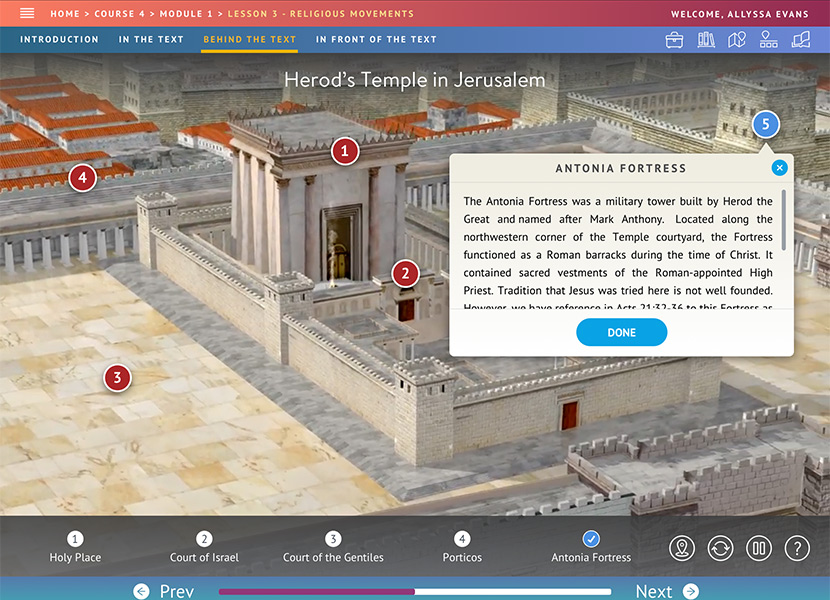 HOME > COURSE 4 > MODULE 1 > LESSON 3 - RELIGIOUS MOVEMENTS
WELCOME, ALLYSSA EVANS
INTRODUCTION IN THE TEXT BEHIND THE TEXT IN FRONT OF THE TEXT
Herod's Temple in Jerusalem
5
1
4
2
3
ANTONIA FORTRESS
The Antonia Fortress was a military tower built by Herod the
Great and named after Mark Anthony. Located along the
northwestern corner of the Temple courtyard, the Fortress
functioned as a Roman barracks during the time of Christ. It
contained sacred vestments of the Roman-appointed High
Priest. Tradition that Jesus was tried here is not well founded.
However, we have reference in Acts 21:32-36 to this Fortress as
DONE
1 2 3 4
Holy Place Court of Israel Court of the Gentiles Porticos Antonia Fortress
?
Prev Next